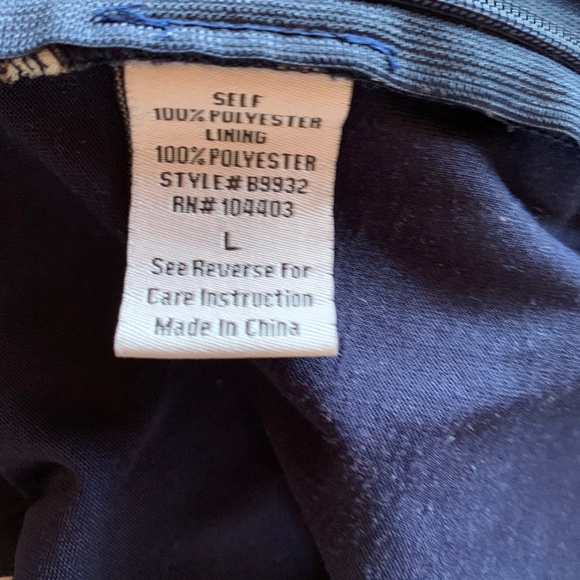 SELF
100% POLYESTER
LINING
100% POLYESTER
STYLE# B9932
RN# 104403
L
See Reverse For
Care Instruction
Made In China